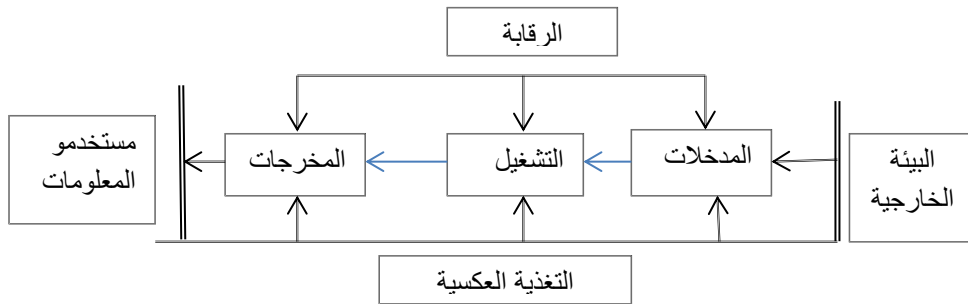 الرقابة
البيئة
الخارجية
المدخلات
التشغيل
المخرجات
مستخدمو
المعلومات
التغذية العكسية